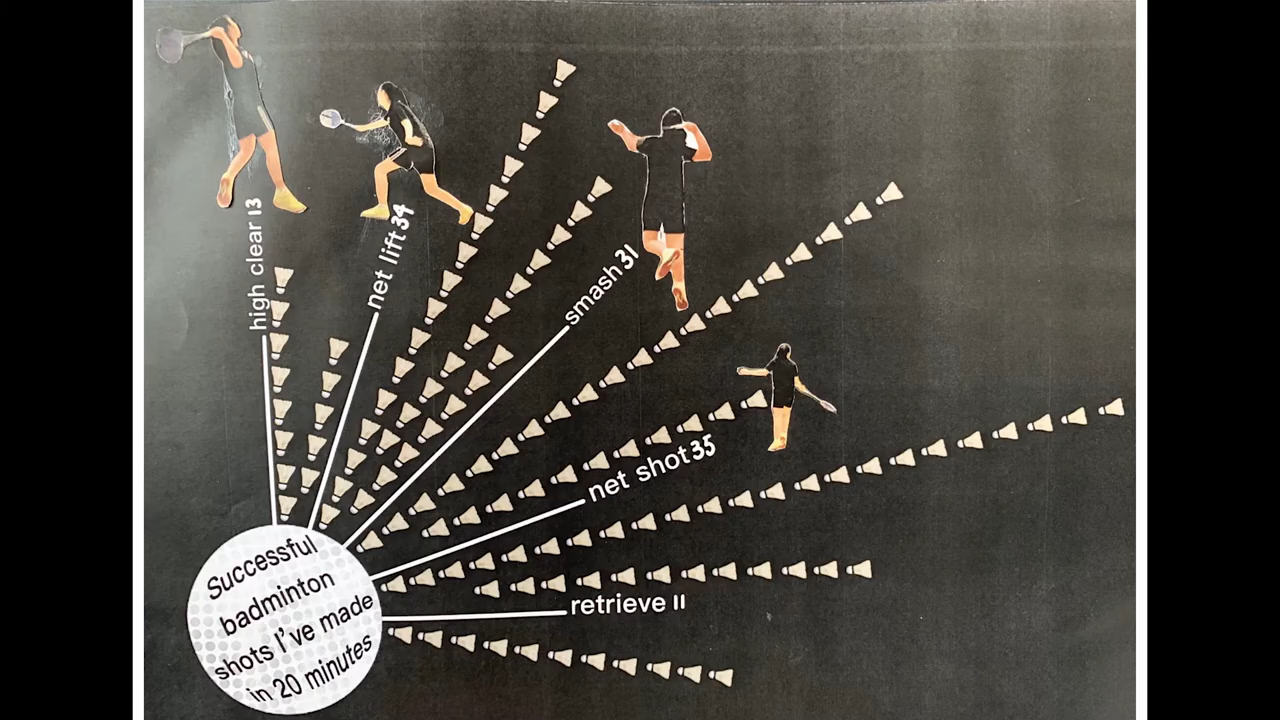 high clear 13
net lift 34
smash 31
net shot 35
retrieve 11
Successful
badminton
shots I've made
in 20 minutes